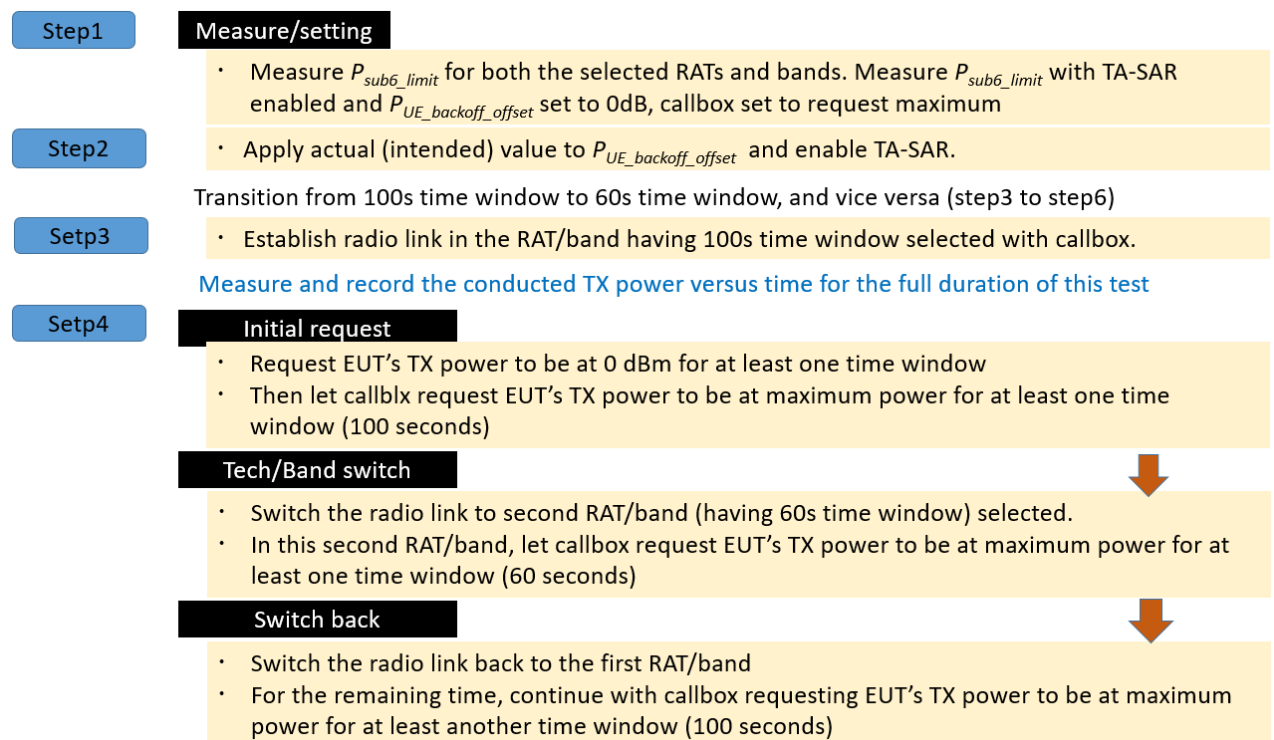 Step1
Measure/setting
· Measure P_sub6_limit for both the selected RATs and bands. Measure P_sub6_limit with TA-SAR
enabled and P_UE_backoff_offset set to 0dB, callbox set to request maximum
Step2
· Apply actual (intended) value to P_UE_backoff_offset and enable TA-SAR.
Transition from 100s time window to 60s time window, and vice versa (step3 to step6)
Setp3
· Establish radio link in the RAT/band having 100s time window selected with callbox.
Measure and record the conducted TX power versus time for the full duration of this test
Setp4
Initial request
· Request EUT’s TX power to be at 0 dBm for at least one time window
· Then let callblx request EUT’s TX power to be at maximum power for at least one time
window (100 seconds)
Tech/Band switch
· Switch the radio link to second RAT/band (having 60s time window) selected.
· In this second RAT/band, let callbox request EUT’s TX power to be at maximum power for at
least one time window (60 seconds)
Switch back
· Switch the radio link back to the first RAT/band
· For the remaining time, continue with callbox requesting EUT’s TX power to be at maximum
power for at least another time window (100 seconds)